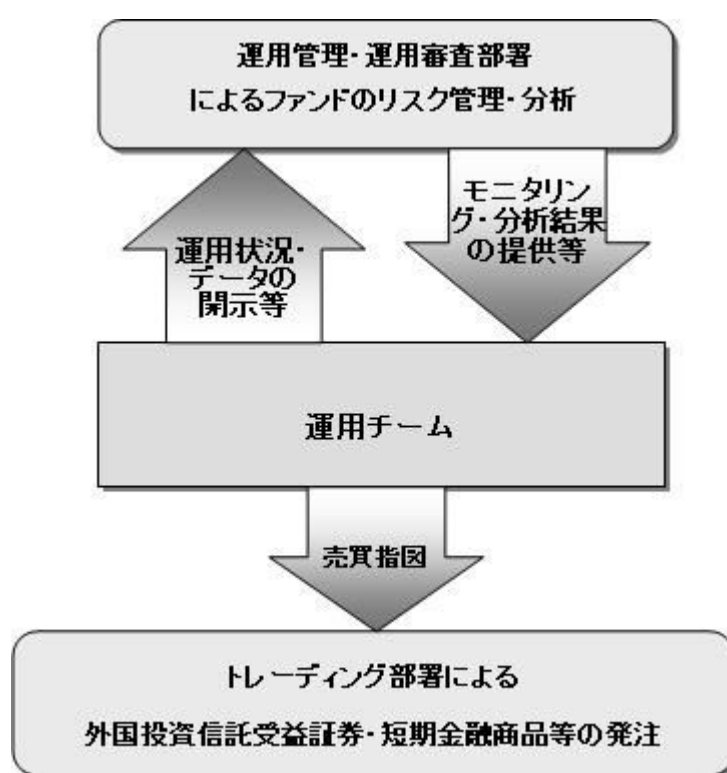 運用管理・運用審査部署
によるファンドのリスク管理・分析
運用状況・
データの
開示等
モニタリン
グ・分析結果
の提供等
運用チーム
売買指図
トレーディング部署による
外国投資信託受益証券・短期金融商品等の発注